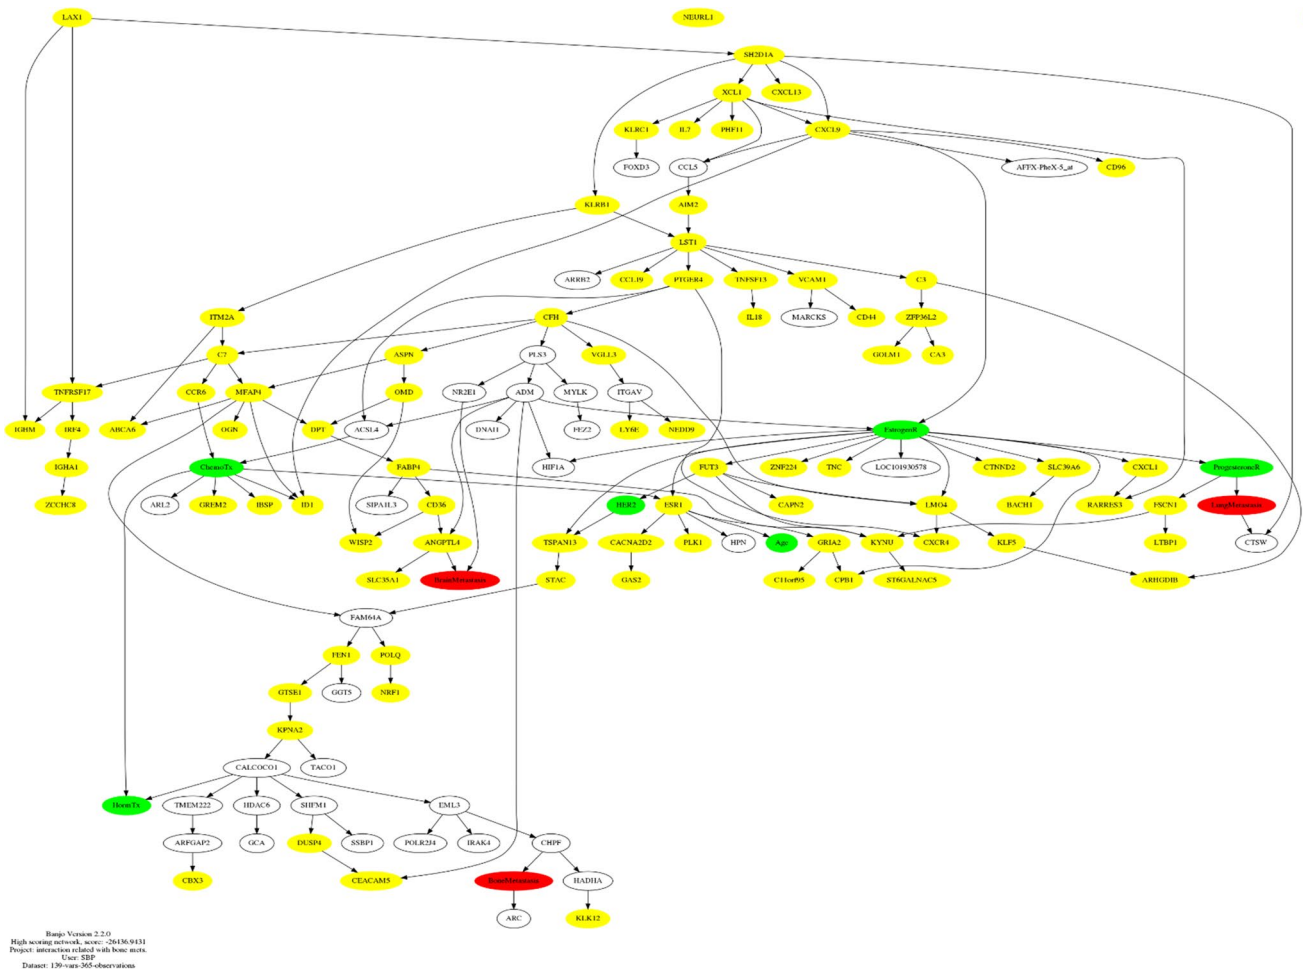 LAX1
NEURL1
SH2D1A
XCL1
CXCL13
KLRC1
IL7
PHF11
CXCL9
FOXD3
CCL5
AFFX-PheX-5_at
CD96
KLRB1
AIM2
LST1
ARRB2
CCL19
PTGER4
TNFSF13
VCAM1
C3
ITM2A
CFH
IL18
MARCKS
CD44
ZFP36L2
C7
ASPN
PLS3
VGLL3
GOLM1
CA3
TNFRSF17
CCR6
MFAP4
OMD
NR2E1
ADM
MYLK
ITGAV
IGHM
IRF4
ABCA6
OGN
DPT
ACSL4
DNAI1
FEZ2
LY6E
NEDD9
EstrogenR
IGHA1
ChemoTx
FABP4
HIF1A
FUT3
ZNF224
TNC
LOC101930578
CTNND2
SLC39A6
CXCL1
ProgesteroneR
ZCCHC8
ARL2
GREM2
IBSP
ID1
SIPA1L3
CD36
HER2
ESR1
CAPN2
LMO4
BACH1
RARRES3
FSCN1
LungMetastasis
WISP2
ANGPTL4
TSPAN13
CACNA2D2
PLK1
HPN
Age
GRIA2
KYNU
CXCR4
KLF5
LTBP1
CTSW
SLC35A1
BrainMetastasis
STAC
GAS2
C11orf95
CPB1
ST6GALNAC5
ARHGDIB
FAM64A
FEN1
POLQ
GTSE1
GGT5
NRF1
KPNA2
CALCOCO1
TACO1
HormTx
TMEM222
HDAC6
SHFM1
EML3
ARFGAP2
GCA
DUSP4
SSBP1
POLR2J4
IRAK4
CHPF
CBX3
CEACAM5
BoneMetastasis
HADHA
ARC
KLK12
Banjo Version 2.2.0
High scoring network, score: -26436.9431
Project: interaction related with bone mets.
User: SBP
Dataset: 139-vars-365-observations